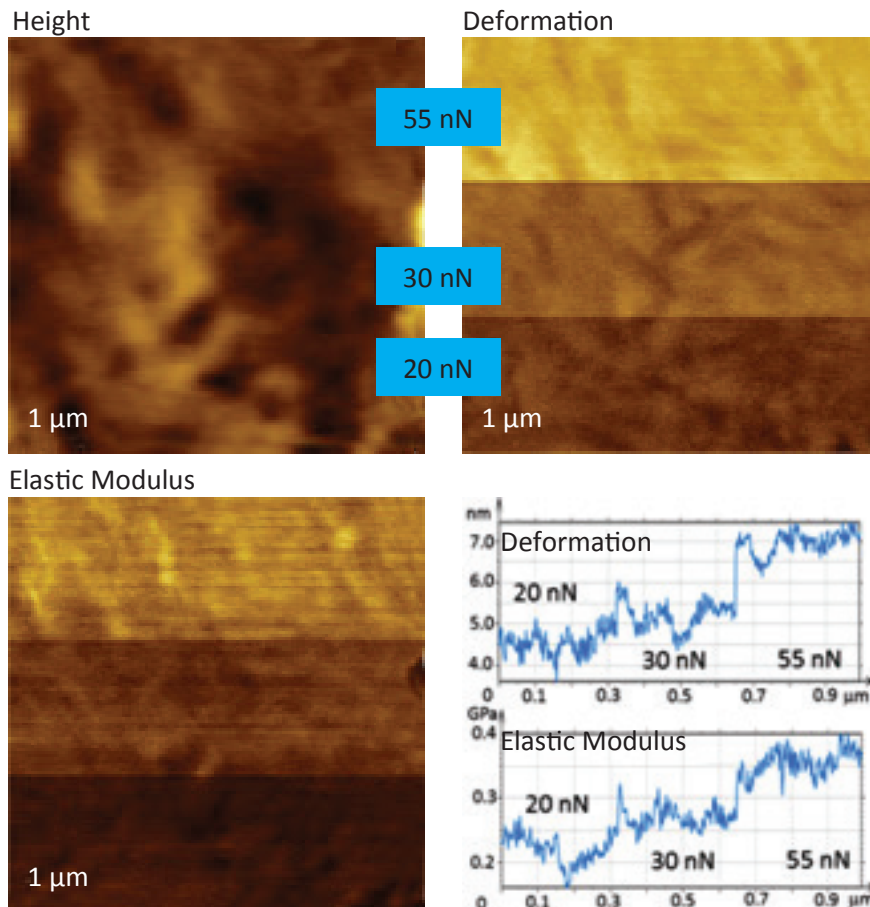 Height
Deformation
55 nN
30 nN
20 nN
1 µm
1 µm
Elastic Modulus
1 µm
nm
Deformation
7.0
6.0
20 nN
5.0
30 nN
55 nN
4.0
0
0.1
0.3
0.5
0.7
0.9
µm
GPa
0.4
Elastic Modulus
0.3
20 nN
30 nN
55 nN
0.2
0
0.1
0.3
0.5
0.7
0.9
µm